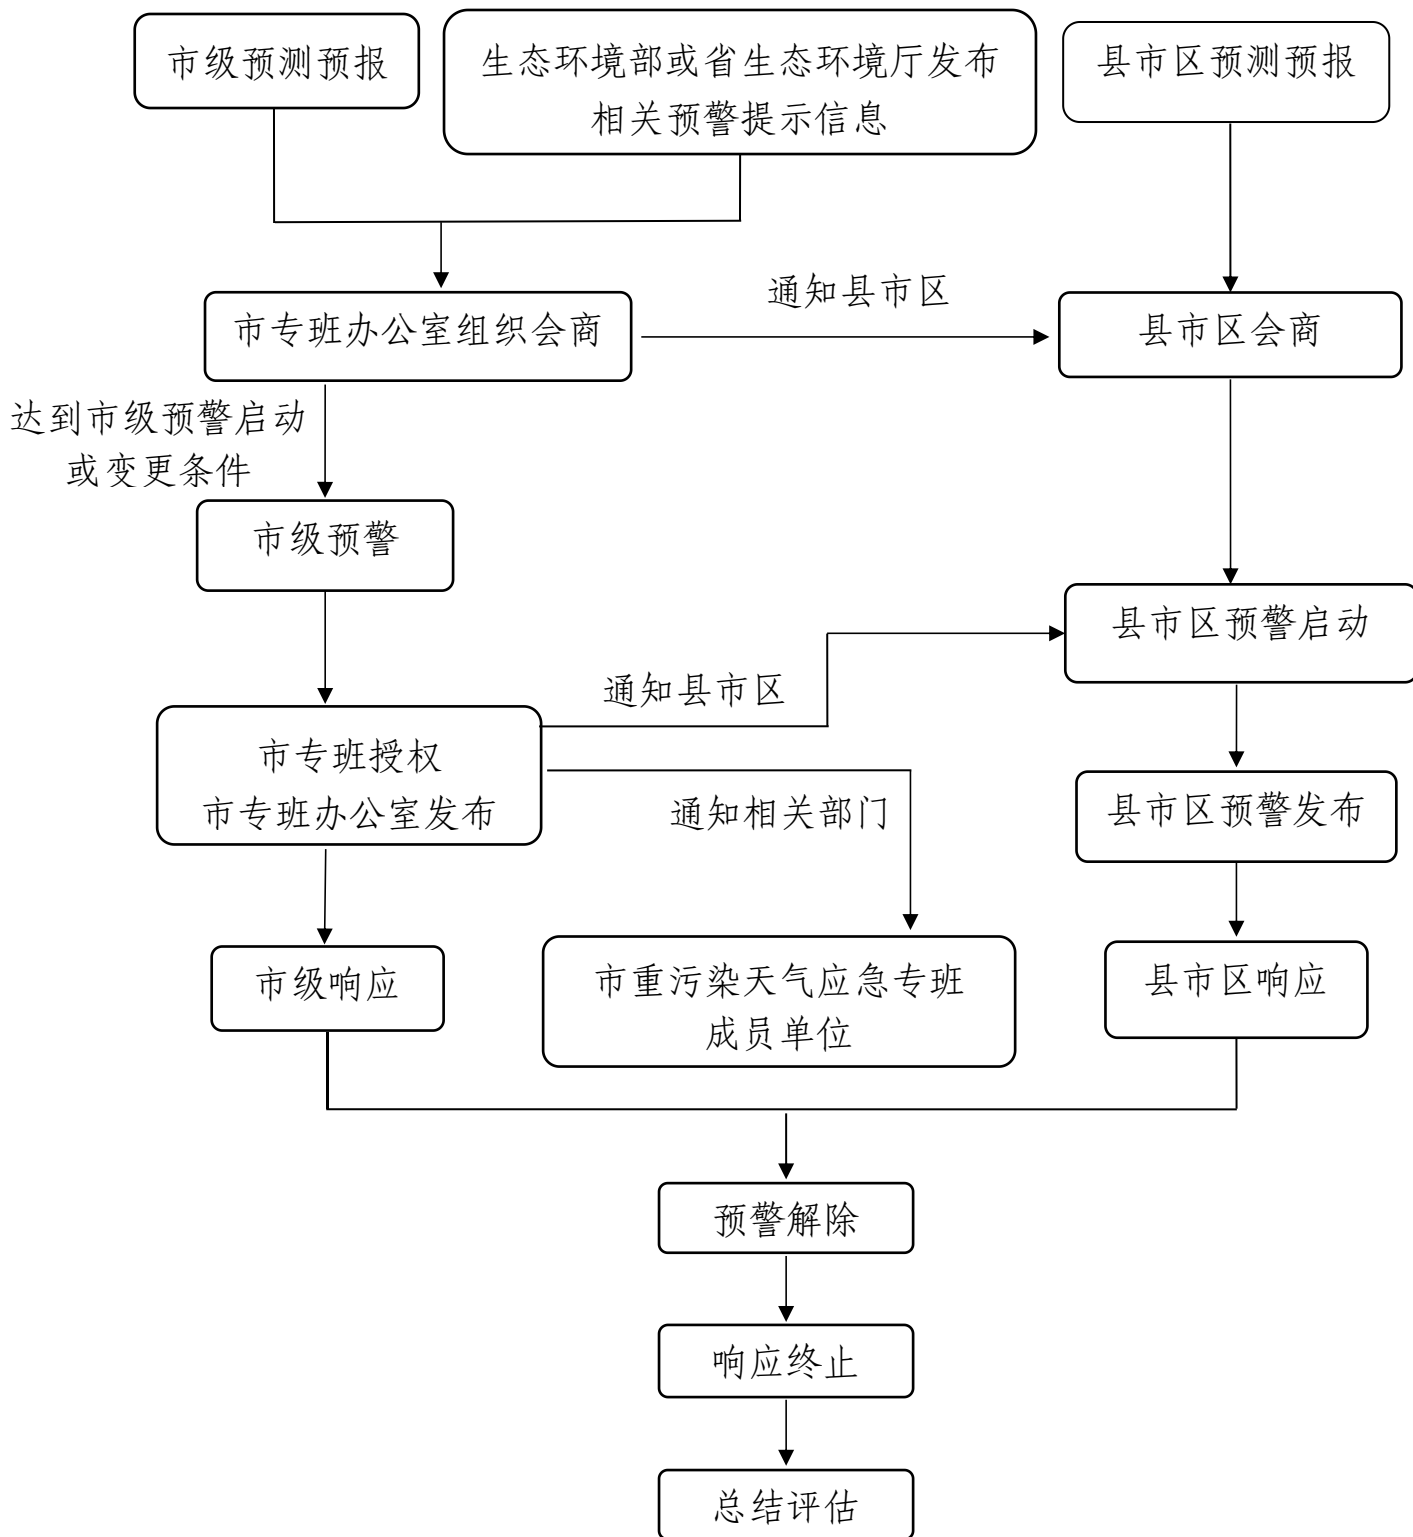 市级预测预报
生态环境部或省生态环境厅发布
相关预警提示信息
县市区预测预报
通知县市区
市专班办公室组织会商
县市区会商
达到市级预警启动
或变更条件
市级预警
县市区预警启动
通知县市区
市专班授权
市专班办公室发布
通知相关部门
县市区预警发布
市级响应
市重污染天气应急专班
成员单位
县市区响应
预警解除
响应终止
总结评估